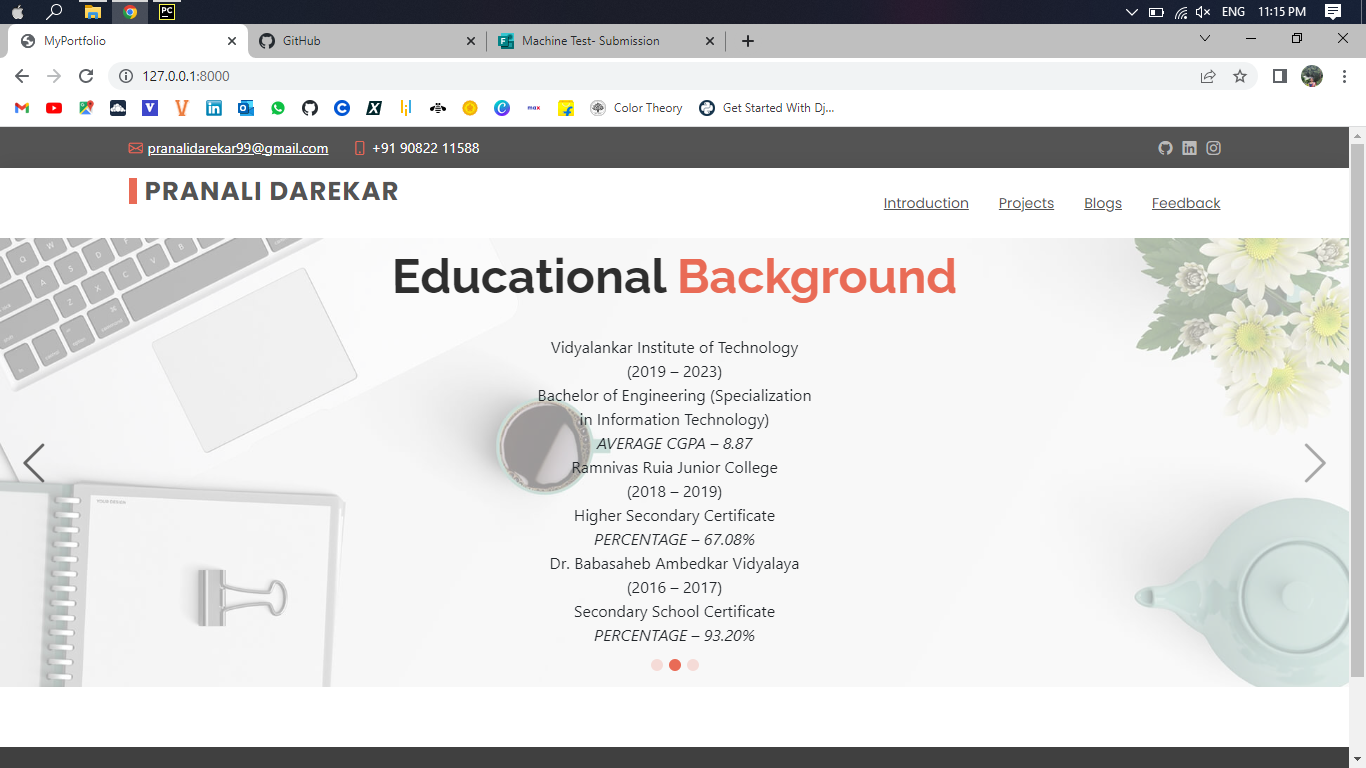 ENG 11:15 PM
MyPortfolio
GitHub
Machine Test- Submission
127.0.0.1:8000
Color Theory
Get Started With Dj...
pranalidarekar99@gmail.com
+91 90822 11588
PRANALI DAREKAR
Introduction Projects Blogs Feedback
Educational Background
Vidyalankar Institute of Technology
(2019 – 2023)
Bachelor of Engineering (Specialization
in Information Technology)
AVERAGE CGPA – 8.87
Ramnivas Ruia Junior College
(2018 – 2019)
Higher Secondary Certificate
PERCENTAGE – 67.08%
Dr. Babasaheb Ambedkar Vidyalaya
(2016 – 2017)
Secondary School Certificate
PERCENTAGE – 93.20%